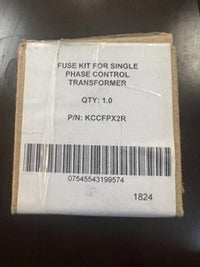 FUSE KIT FOR SINGLE
PHASE CONTROL
TRANSFORMER
QTY: 1.0
P/N: KCCFPX2R
07545543199574
1824